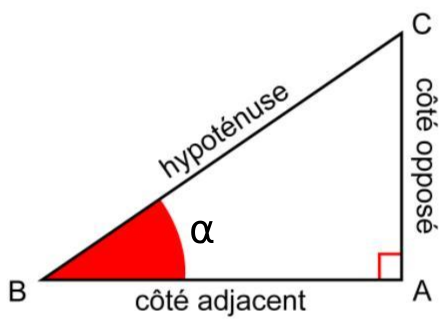 C
hypoténuse
côté opposé
α
B
A
côté adjacent